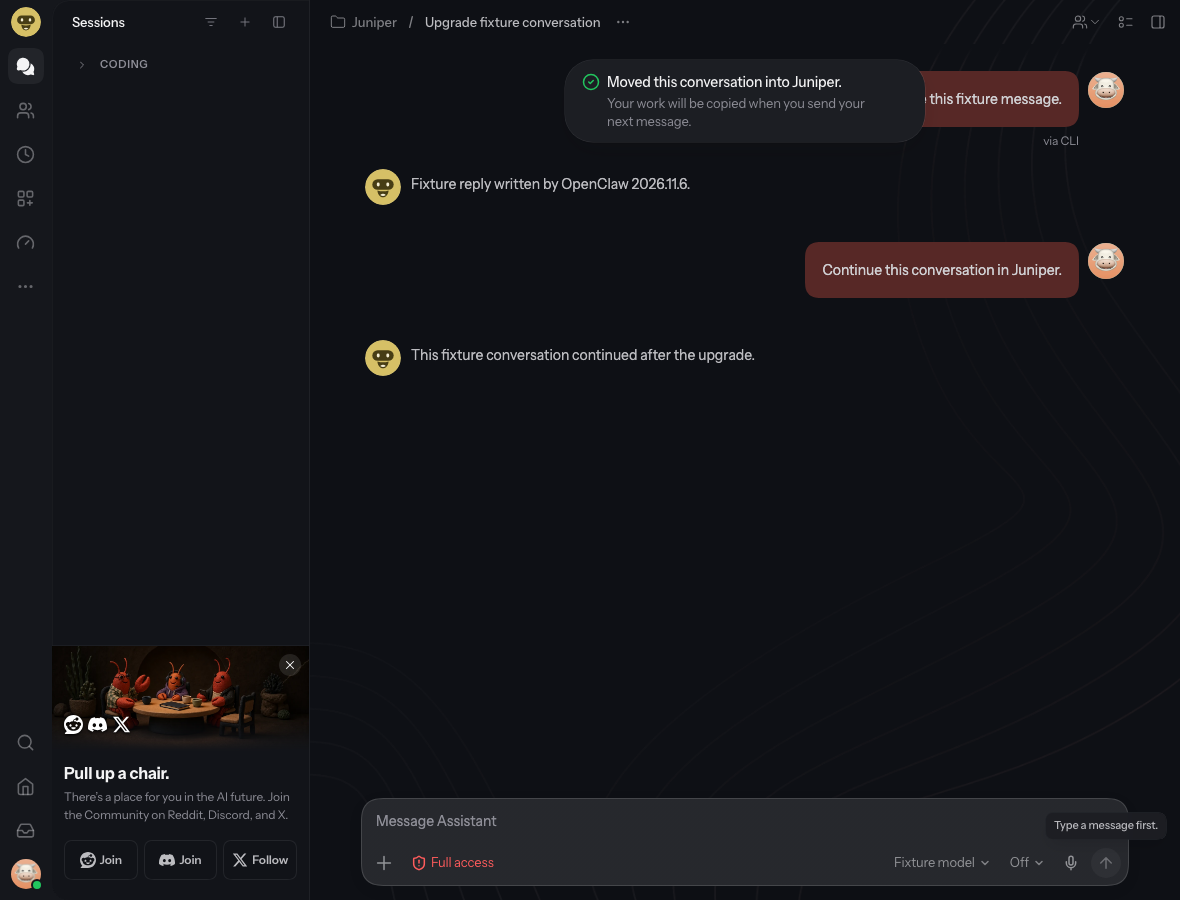 Sessions
Juniper / Upgrade fixture conversation
CODING
Moved this conversation into Juniper.
Your work will be copied when you send your
next message.
this fixture message.
via CLI
Fixture reply written by OpenClaw 2026.11.6.
Continue this conversation in Juniper.
This fixture conversation continued after the upgrade.
Pull up a chair.
There's a place for you in the AI future. Join
the Community on Reddit, Discord, and X.
Join
Join
Follow
Message Assistant
Type a message first.
Full access
Fixture model
Off